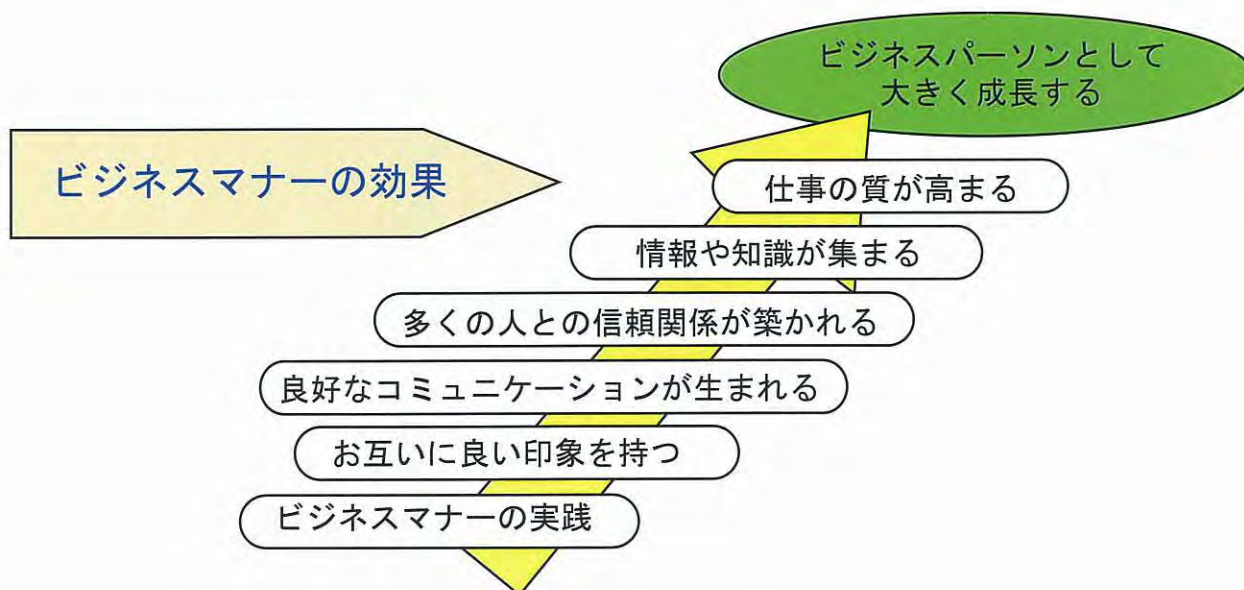 ビジネスパーソンとして
大きく成長する
ビジネスマナーの効果
仕事の質が高まる
情報や知識が集まる
多くの人との信頼関係が築かれる
良好なコミュニケーションが生まれる
お互いに良い印象を持つ
ビジネスマナーの実践